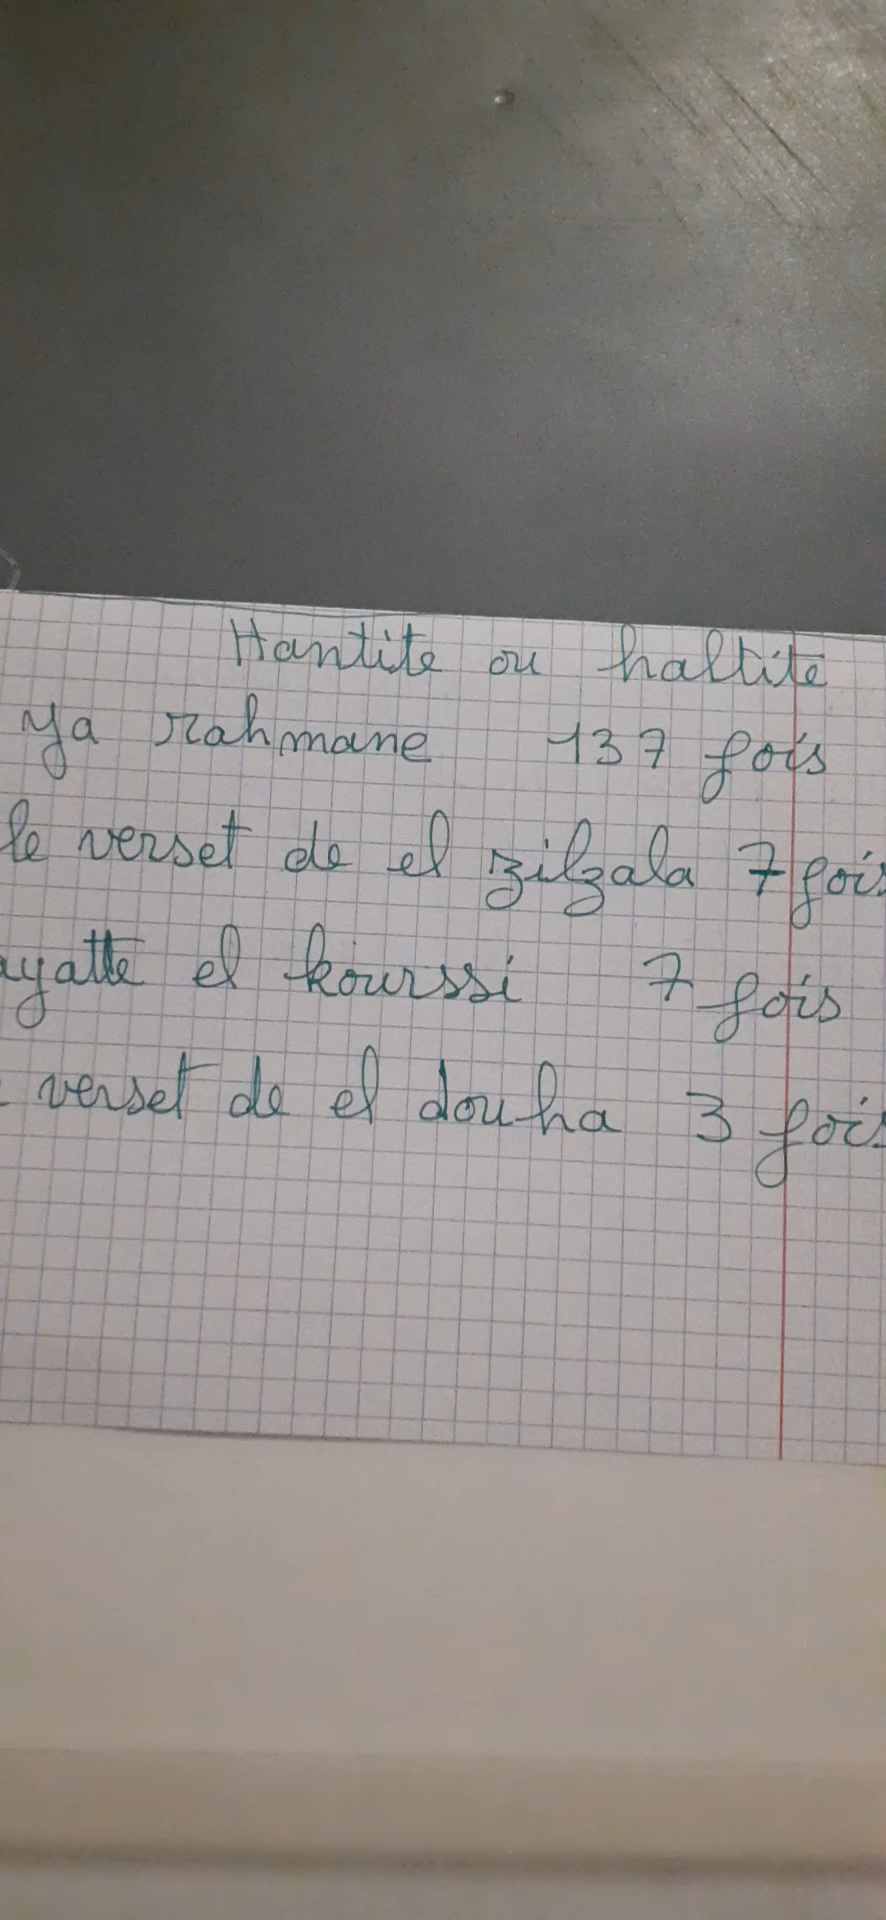 Hantite ou haltite
ya rahmane 137 fois
le verset de el zilzala 7 fois
ayatte el kourssi 7 fois
verset de el douha 3 fois